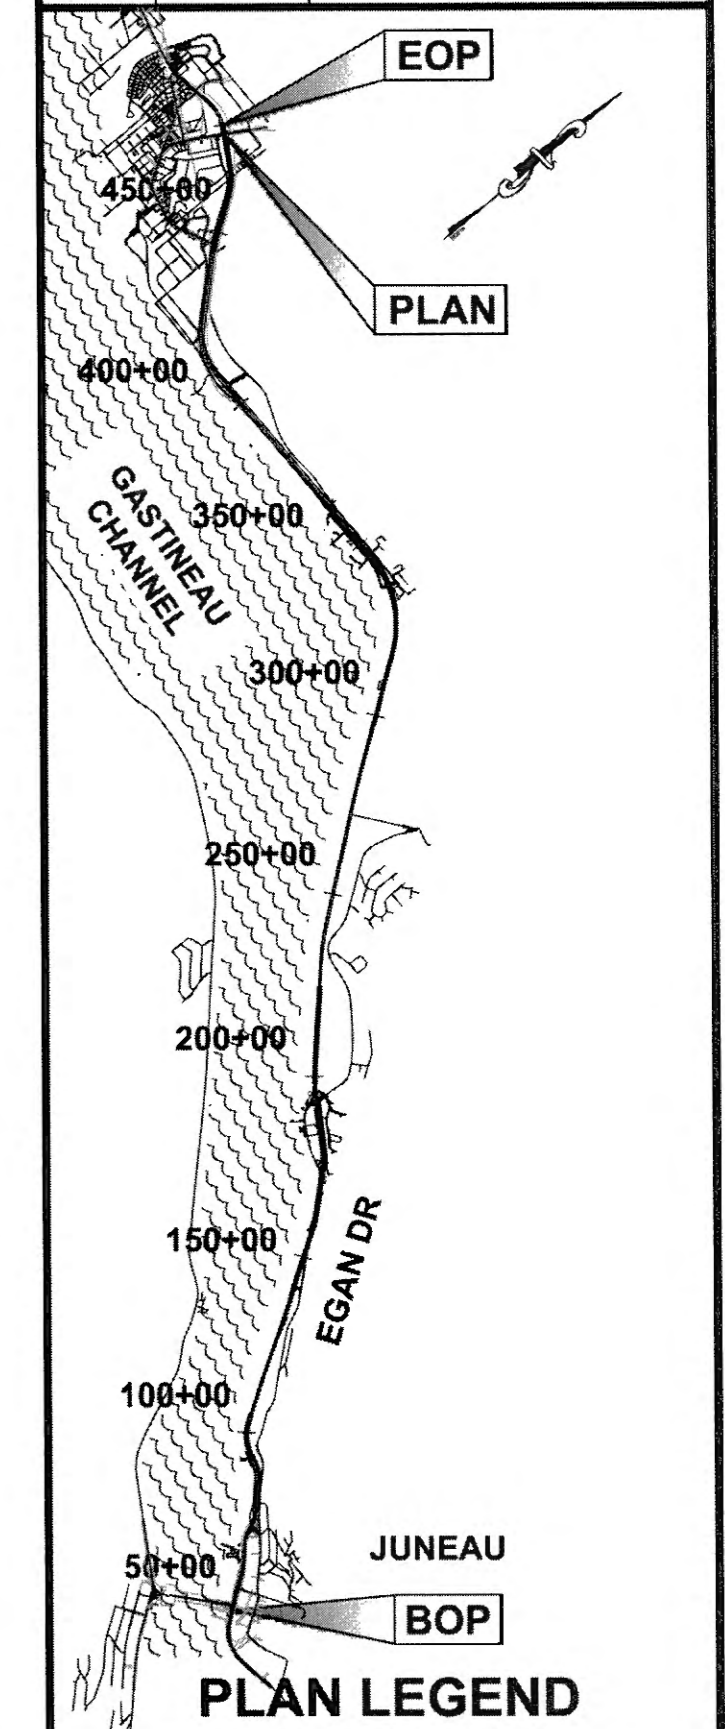 EOP
450+00
PLAN
400+00
GASTINEAU
CHANNEL
350+00
300+00
250+00
200+00
150+00
EGAN DR
100+00
JUNEAU
50+00
BOP
PLAN LEGEND